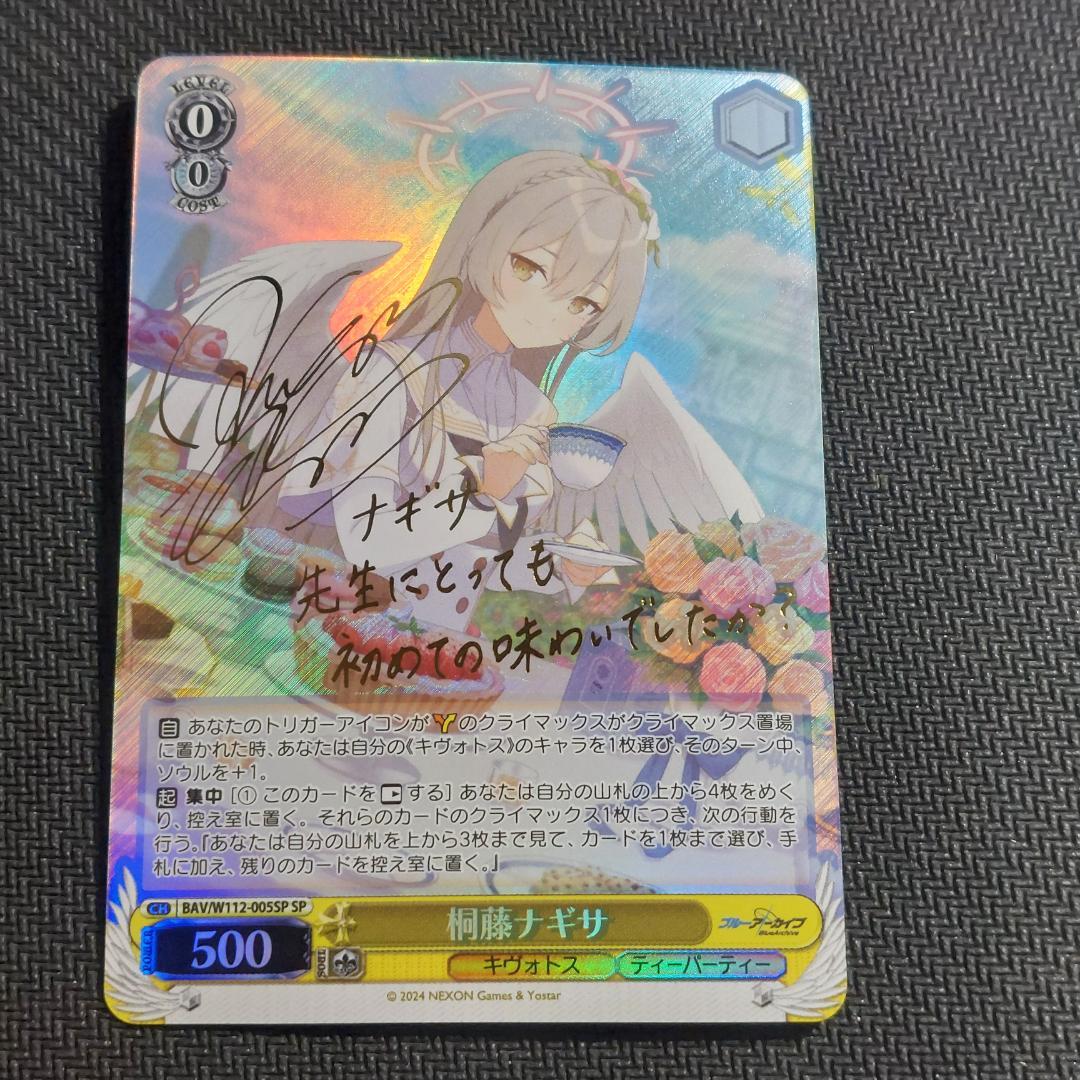 LEVEL
0
0
COST
ナギサ
先生にとっても
初めての味わいでしたか?
自 あなたのトリガーアイコンがのクライマックスがクライマックス置場
に置かれた時、あなたは自分の《キヴォトス》のキャラを1枚選び、そのターン中、
ソウルを+1。
起 集中 [① このカードをする] あなたは自分の山札の上から4枚をめく
り、控え室に置く。それらのカードのクライマックス1枚につき、次の行動を
行う。『あなたは自分の山札を上から3枚まで見て、カードを1枚まで選び、手
札に加え、残りのカードを控え室に置く。』
CH BAV/W112-005SP SP
桐藤ナギサ
ブルーアーカイブ
BlueArchive
POWER 500 SOUL
キヴォトス ティーパーティー
© 2024 NEXON Games & Yostar